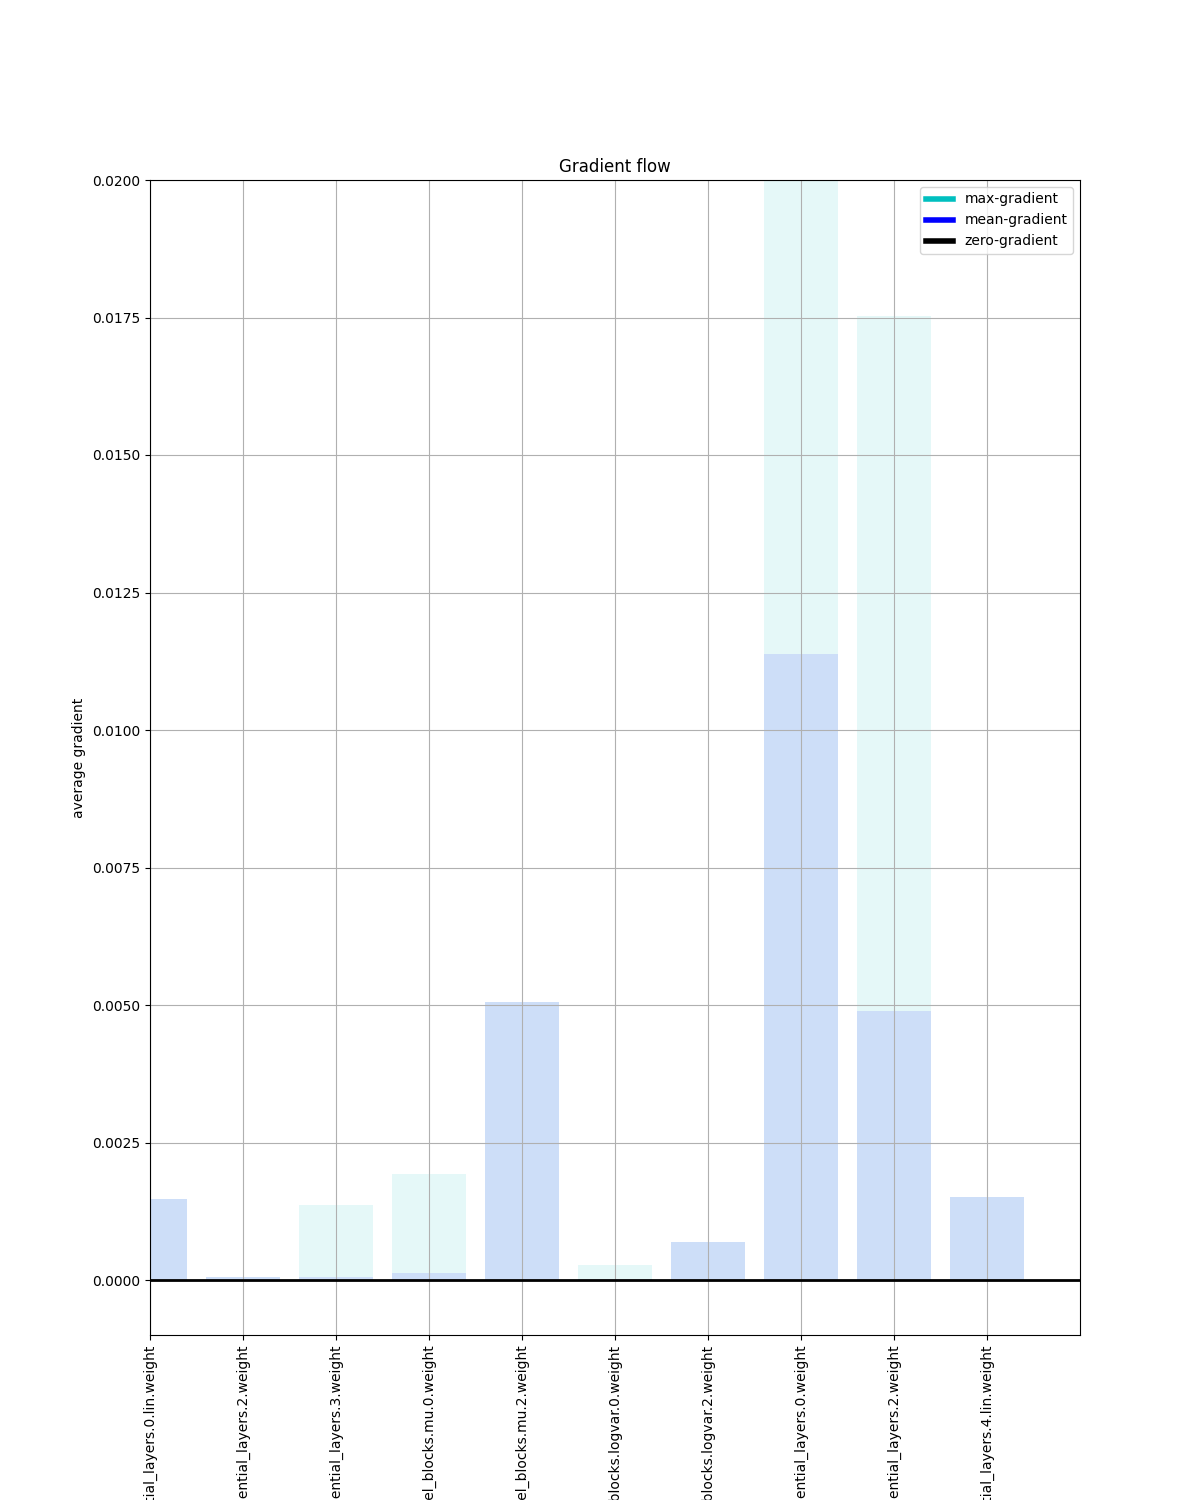 Gradient flow
max-gradient
mean-gradient
zero-gradient
average gradient
0.0200
0.0175
0.0150
0.0125
0.0100
0.0075
0.0050
0.0025
0.0000
tial_layers.0.lin.weight
ential_layers.2.weight
ential_layers.3.weight
el_blocks.mu.0.weight
el_blocks.mu.2.weight
blocks.logvar.0.weight
blocks.logvar.2.weight
ential_layers.0.weight
ential_layers.2.weight
tial_layers.4.lin.weight